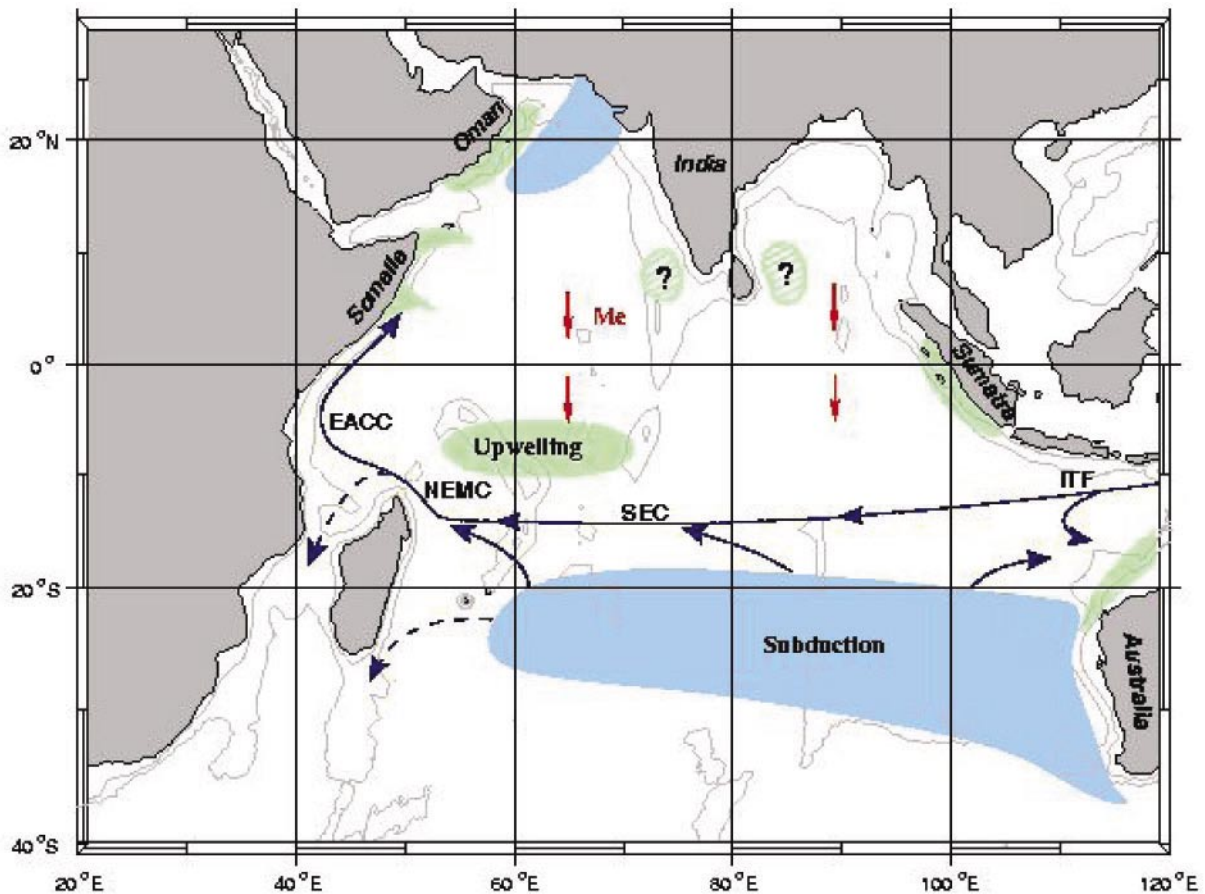 Oman
20°N
India
Somalia
?
?
Me
0°
Sumatra
EACC
Upwelling
NEMC
ITF
SEC
20°S
Subduction
Australia
40°S
20°E
40°E
60°E
80°E
100°E
120°E